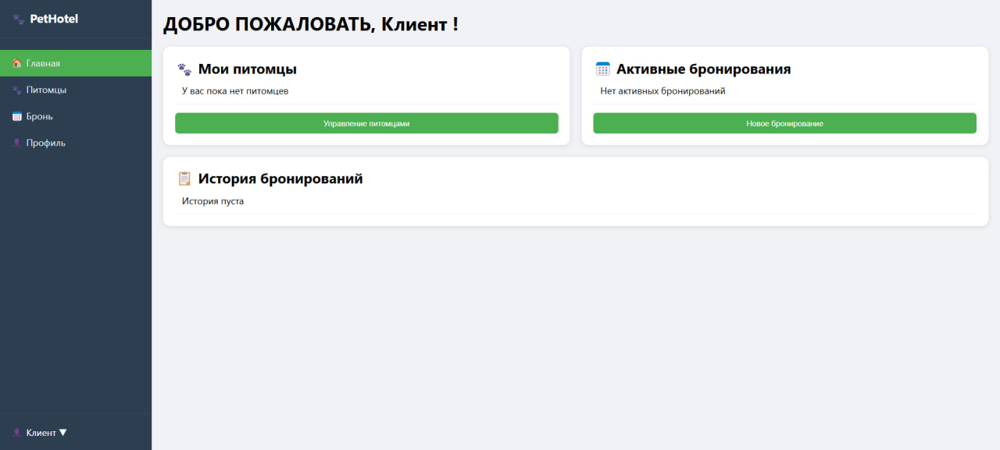 PetHotel
Главная
Питомцы
Бронь
Профиль
Клиент ▼
ДОБРО ПОЖАЛОВАТЬ, Клиент !
Мои питомцы
У вас пока нет питомцев
Управление питомцами
Активные бронирования
Нет активных бронирований
Новое бронирование
История бронирований
История пуста